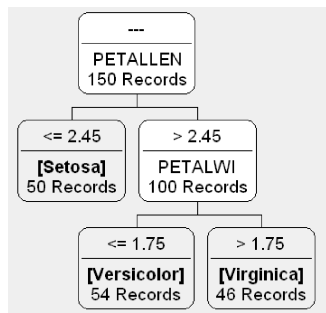 ---
PETALLEN
150 Records
<= 2.45
[Setosa]
50 Records
> 2.45
PETALWI
100 Records
<= 1.75
[Versicolor]
54 Records
> 1.75
[Virginica]
46 Records